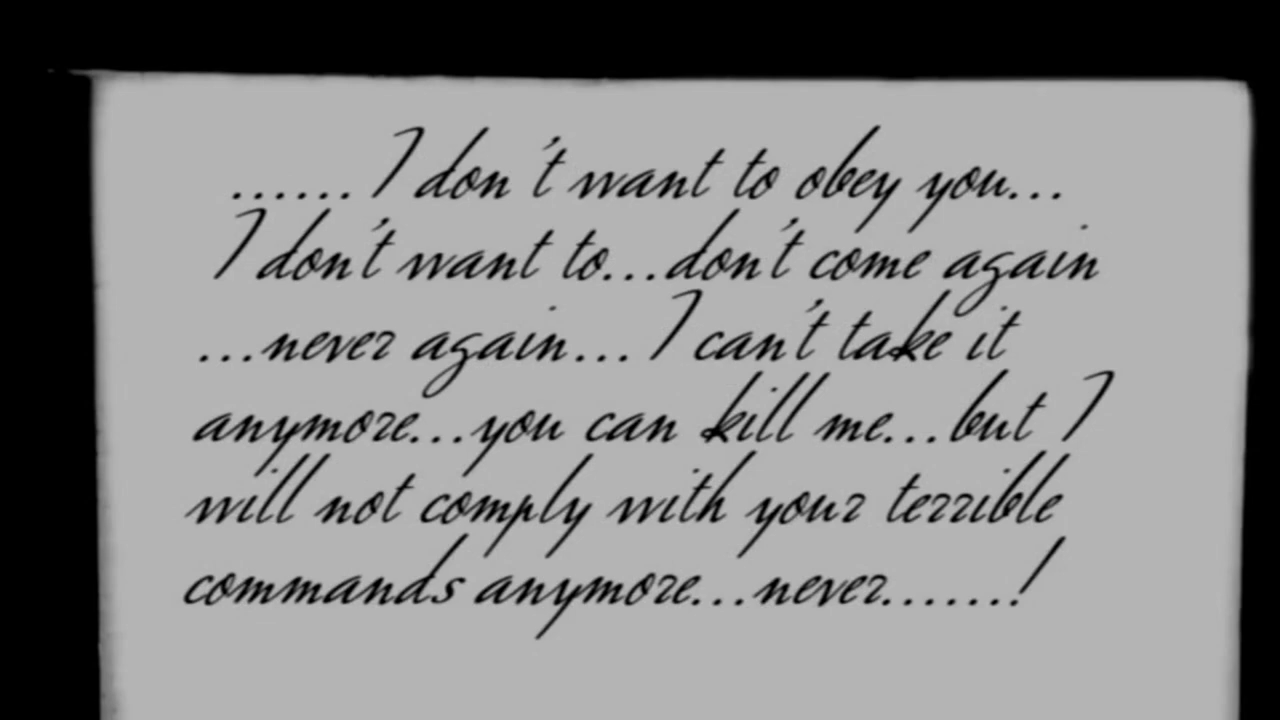 ......I don't want to obey you...
I don't want to...don't come again
...never again... I can't take it
anymore...you can kill me...but I
will not comply with your terrible
commands anymore...never.......!